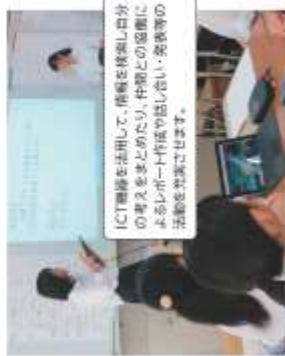 ICT機器を活用して、情報を検索し自分
の考えをまとめたり、仲間との協働に
よるレポート作成や話し合い・発表等の
活動を充実させます。